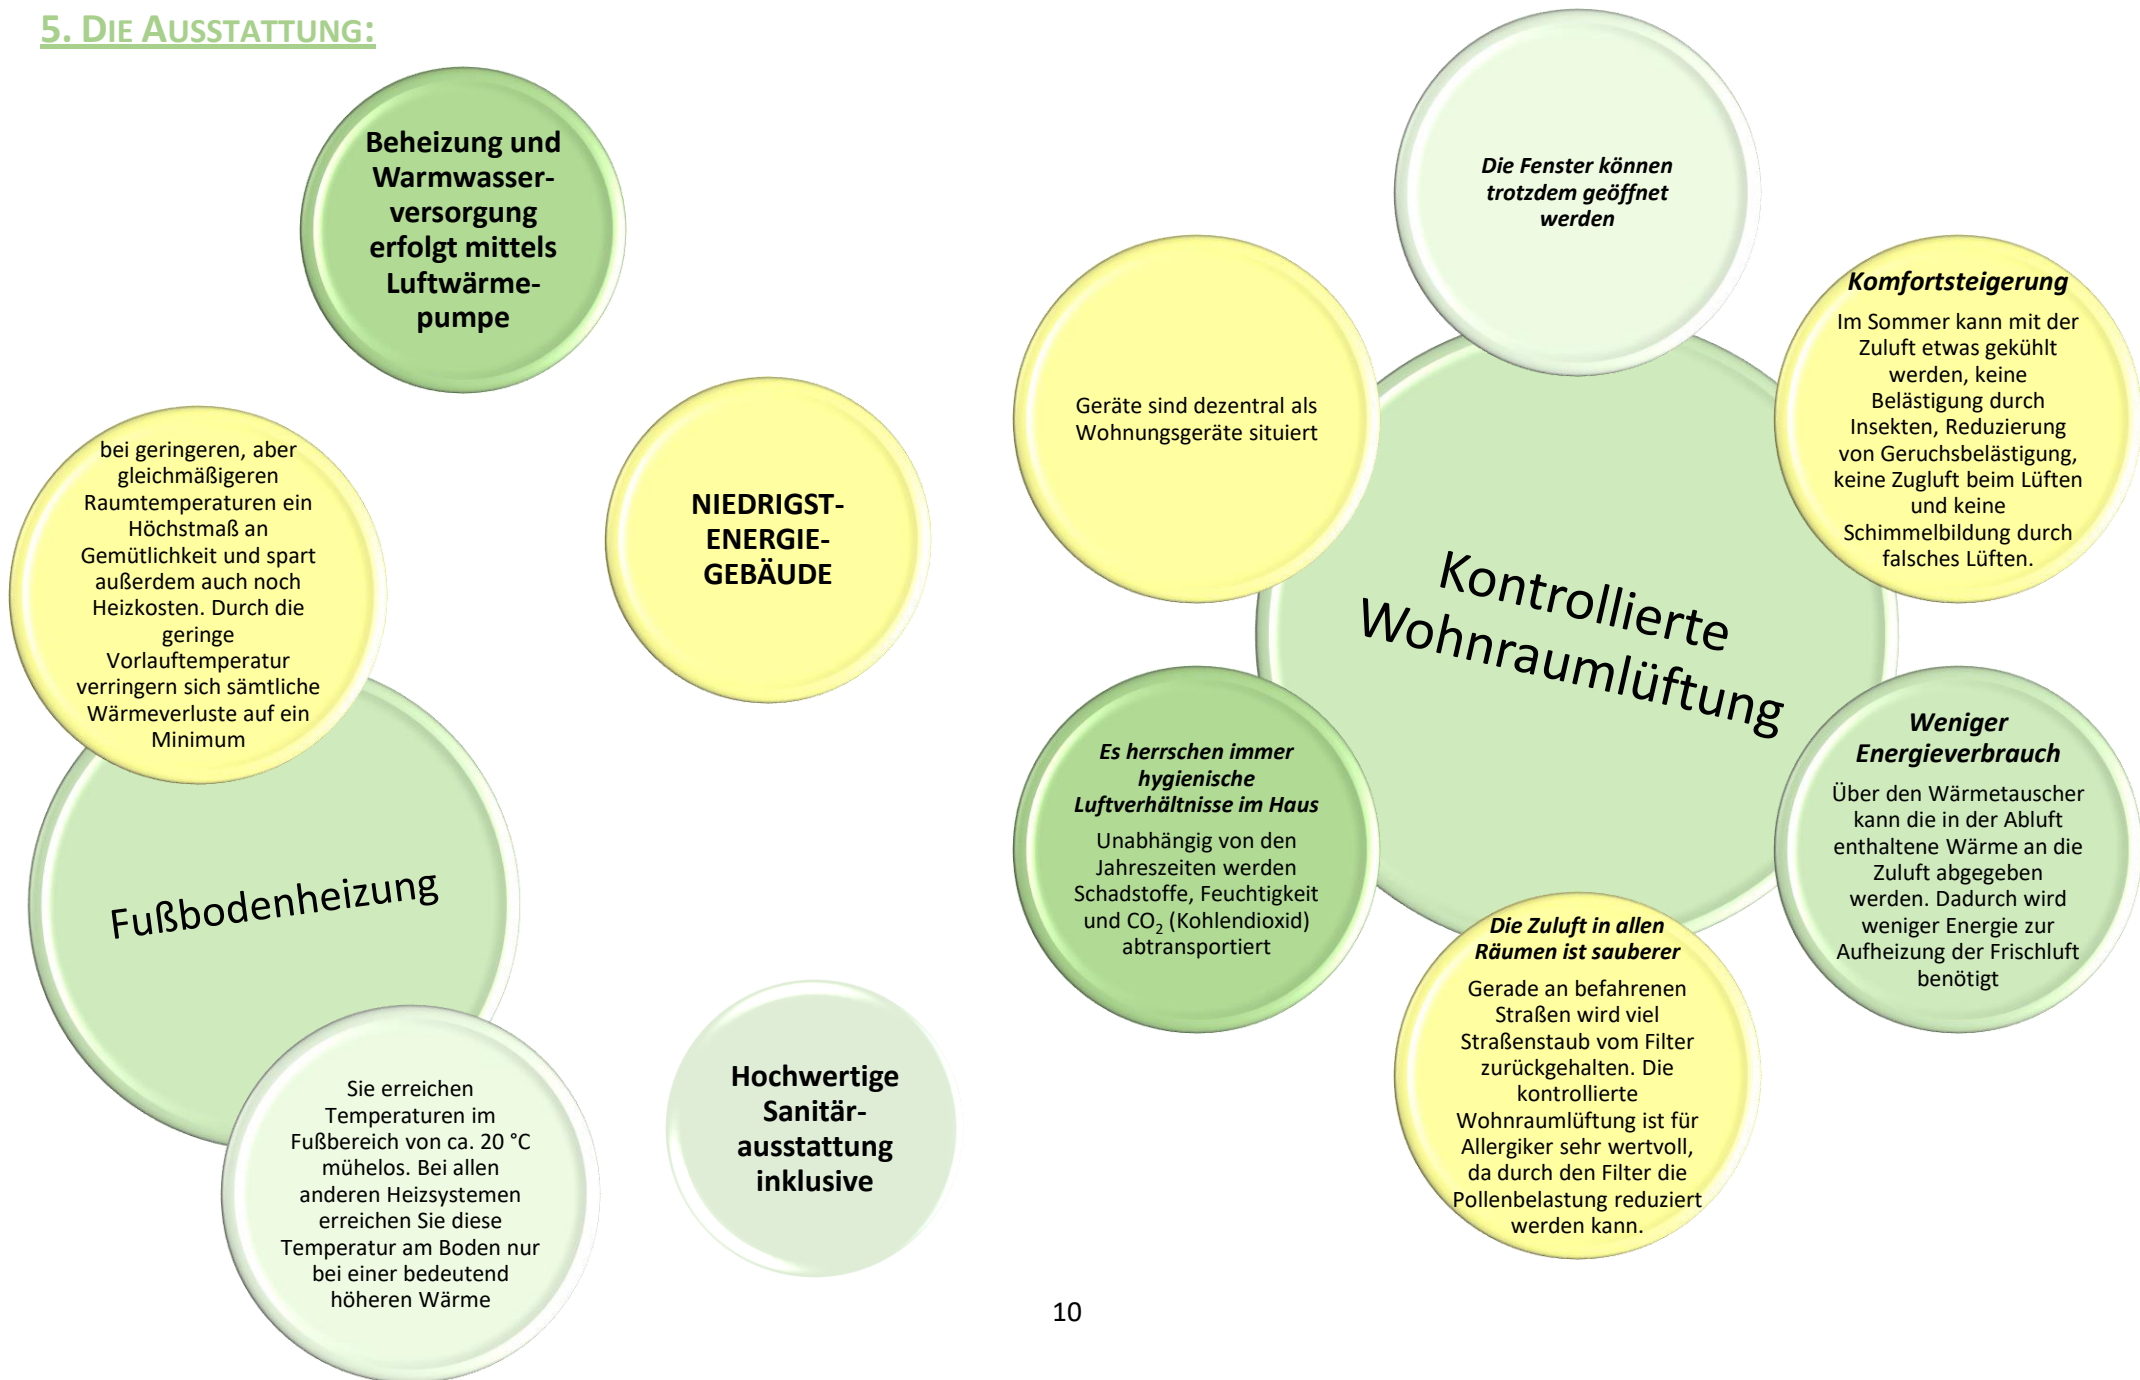 5. DIE AUSSTATTUNG:
Beheizung und
Warmwasser-
versorgung
erfolgt mittels
Luftwärme-
pumpe
NIEDRIGST-
ENERGIE-
GEBÄUDE
bei geringeren, aber
gleichmäßigeren
Raumtemperaturen ein
Höchstmaß an
Gemütlichkeit und spart
außerdem auch noch
Heizkosten. Durch die
geringe
Vorlauftemperatur
verringern sich sämtliche
Wärmeverluste auf ein
Minimum
Fußbodenheizung
Sie erreichen
Temperaturen im
Fußbereich von ca. 20 °C
mühelos. Bei allen
anderen Heizsystemen
erreichen Sie diese
Temperatur am Boden nur
bei einer bedeutend
höheren Wärme
Hochwertige
Sanitär-
ausstattung
inklusive
Die Fenster können
trotzdem geöffnet
werden
Geräte sind dezentral als
Wohnungsgeräte situiert
Komfortsteigerung
Im Sommer kann mit der
Zuluft etwas gekühlt
werden, keine
Belästigung durch
Insekten, Reduzierung
von Geruchsbelästigung,
keine Zugluft beim Lüften
und keine
Schimmelbildung durch
falsches Lüften.
Kontrollierte
Wohnraumlüftung
Es herrschen immer
hygienische
Luftverhältnisse im Haus
Unabhängig von den
Jahreszeiten werden
Schadstoffe, Feuchtigkeit
und CO₂ (Kohlendioxid)
abtransportiert
Weniger
Energieverbrauch
Über den Wärmetauscher
kann die in der Abluft
enthaltene Wärme an die
Zuluft abgegeben
werden. Dadurch wird
weniger Energie zur
Aufheizung der Frischluft
benötigt
Die Zuluft in allen
Räumen ist sauberer
Gerade an befahrenen
Straßen wird viel
Straßenstaub vom Filter
zurückgehalten. Die
kontrollierte
Wohnraumlüftung ist für
Allergiker sehr wertvoll,
da durch den Filter die
Pollenbelastung reduziert
werden kann.
10